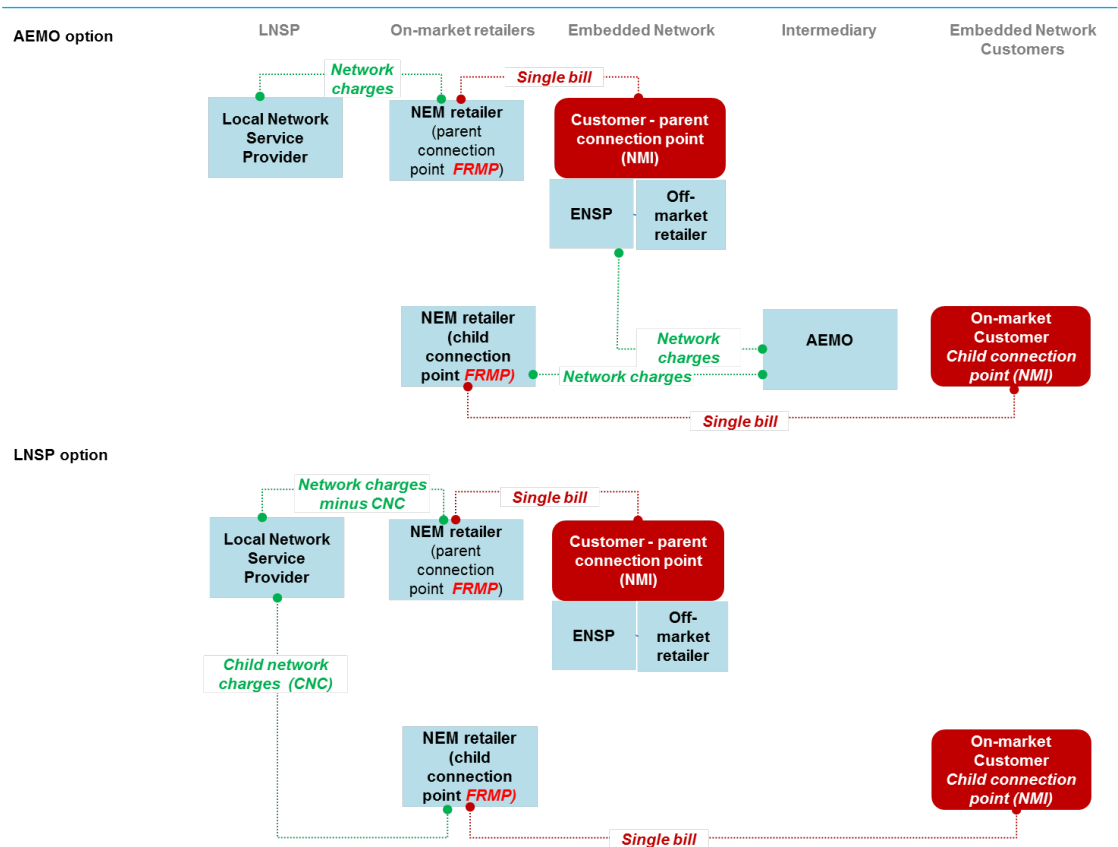 AEMO option
LNSP
On-market retailers
Embedded Network
Intermediary
Embedded Network
Customers
Network
charges
Single bill
Local Network
Service
Provider
NEM retailer
(parent
connection
point FRMP)
Customer - parent
connection point
(NMI)
ENSP
Off-
market
retailer
NEM retailer
(child
connection
point FRMP)
Network
charges
Network charges
AEMO
On-market
Customer
Child connection
point (NMI)
Single bill
LNSP option
Network charges
minus CNC
Single bill
Local Network
Service
Provider
NEM retailer
(parent
connection
point FRMP)
Customer - parent
connection point
(NMI)
ENSP
Off-
market
retailer
Child network
charges (CNC)
NEM retailer
(child
connection
point FRMP)
On-market
Customer
Child connection
point (NMI)
Single bill